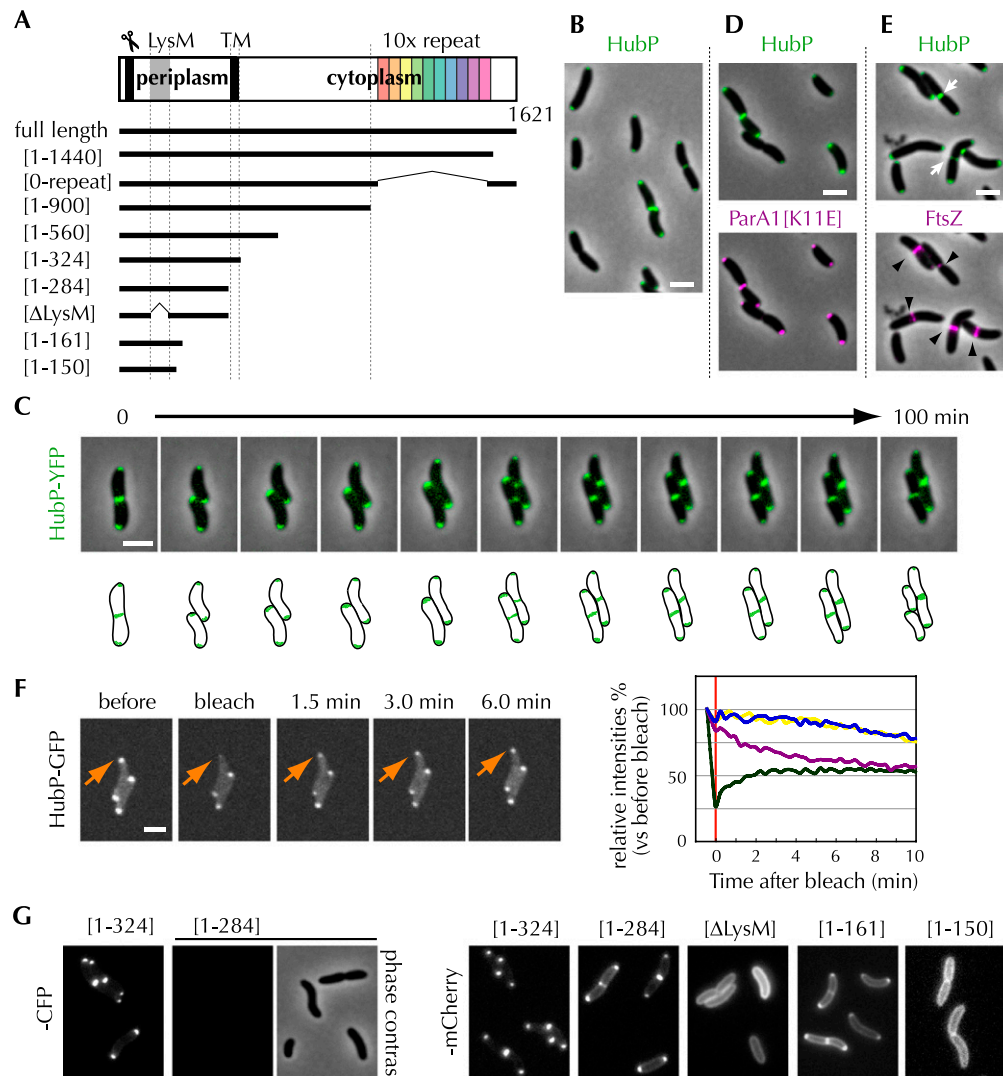 A
LysM
TM
10x repeat
periplasm
cytoplasm
1621
full length
[1-1440]
[0-repeat]
[1-900]
[1-560]
[1-324]
[1-284]
[ΔLysM]
[1-161]
[1-150]
B
HubP
D
HubP
ParA1[K11E]
E
HubP
FtsZ
C
0
100 min
HubP-YFP
F
before
bleach
1.5 min
3.0 min
6.0 min
HubP-GFP
relative intensities %
(vs before bleach)
100
50
0
0 2 4 6 8 10
Time after bleach (min)
G
[1-324]
[1-284]
-CFP
phase contras
[1-324]
[1-284]
[ΔLysM]
[1-161]
[1-150]
-mCherry